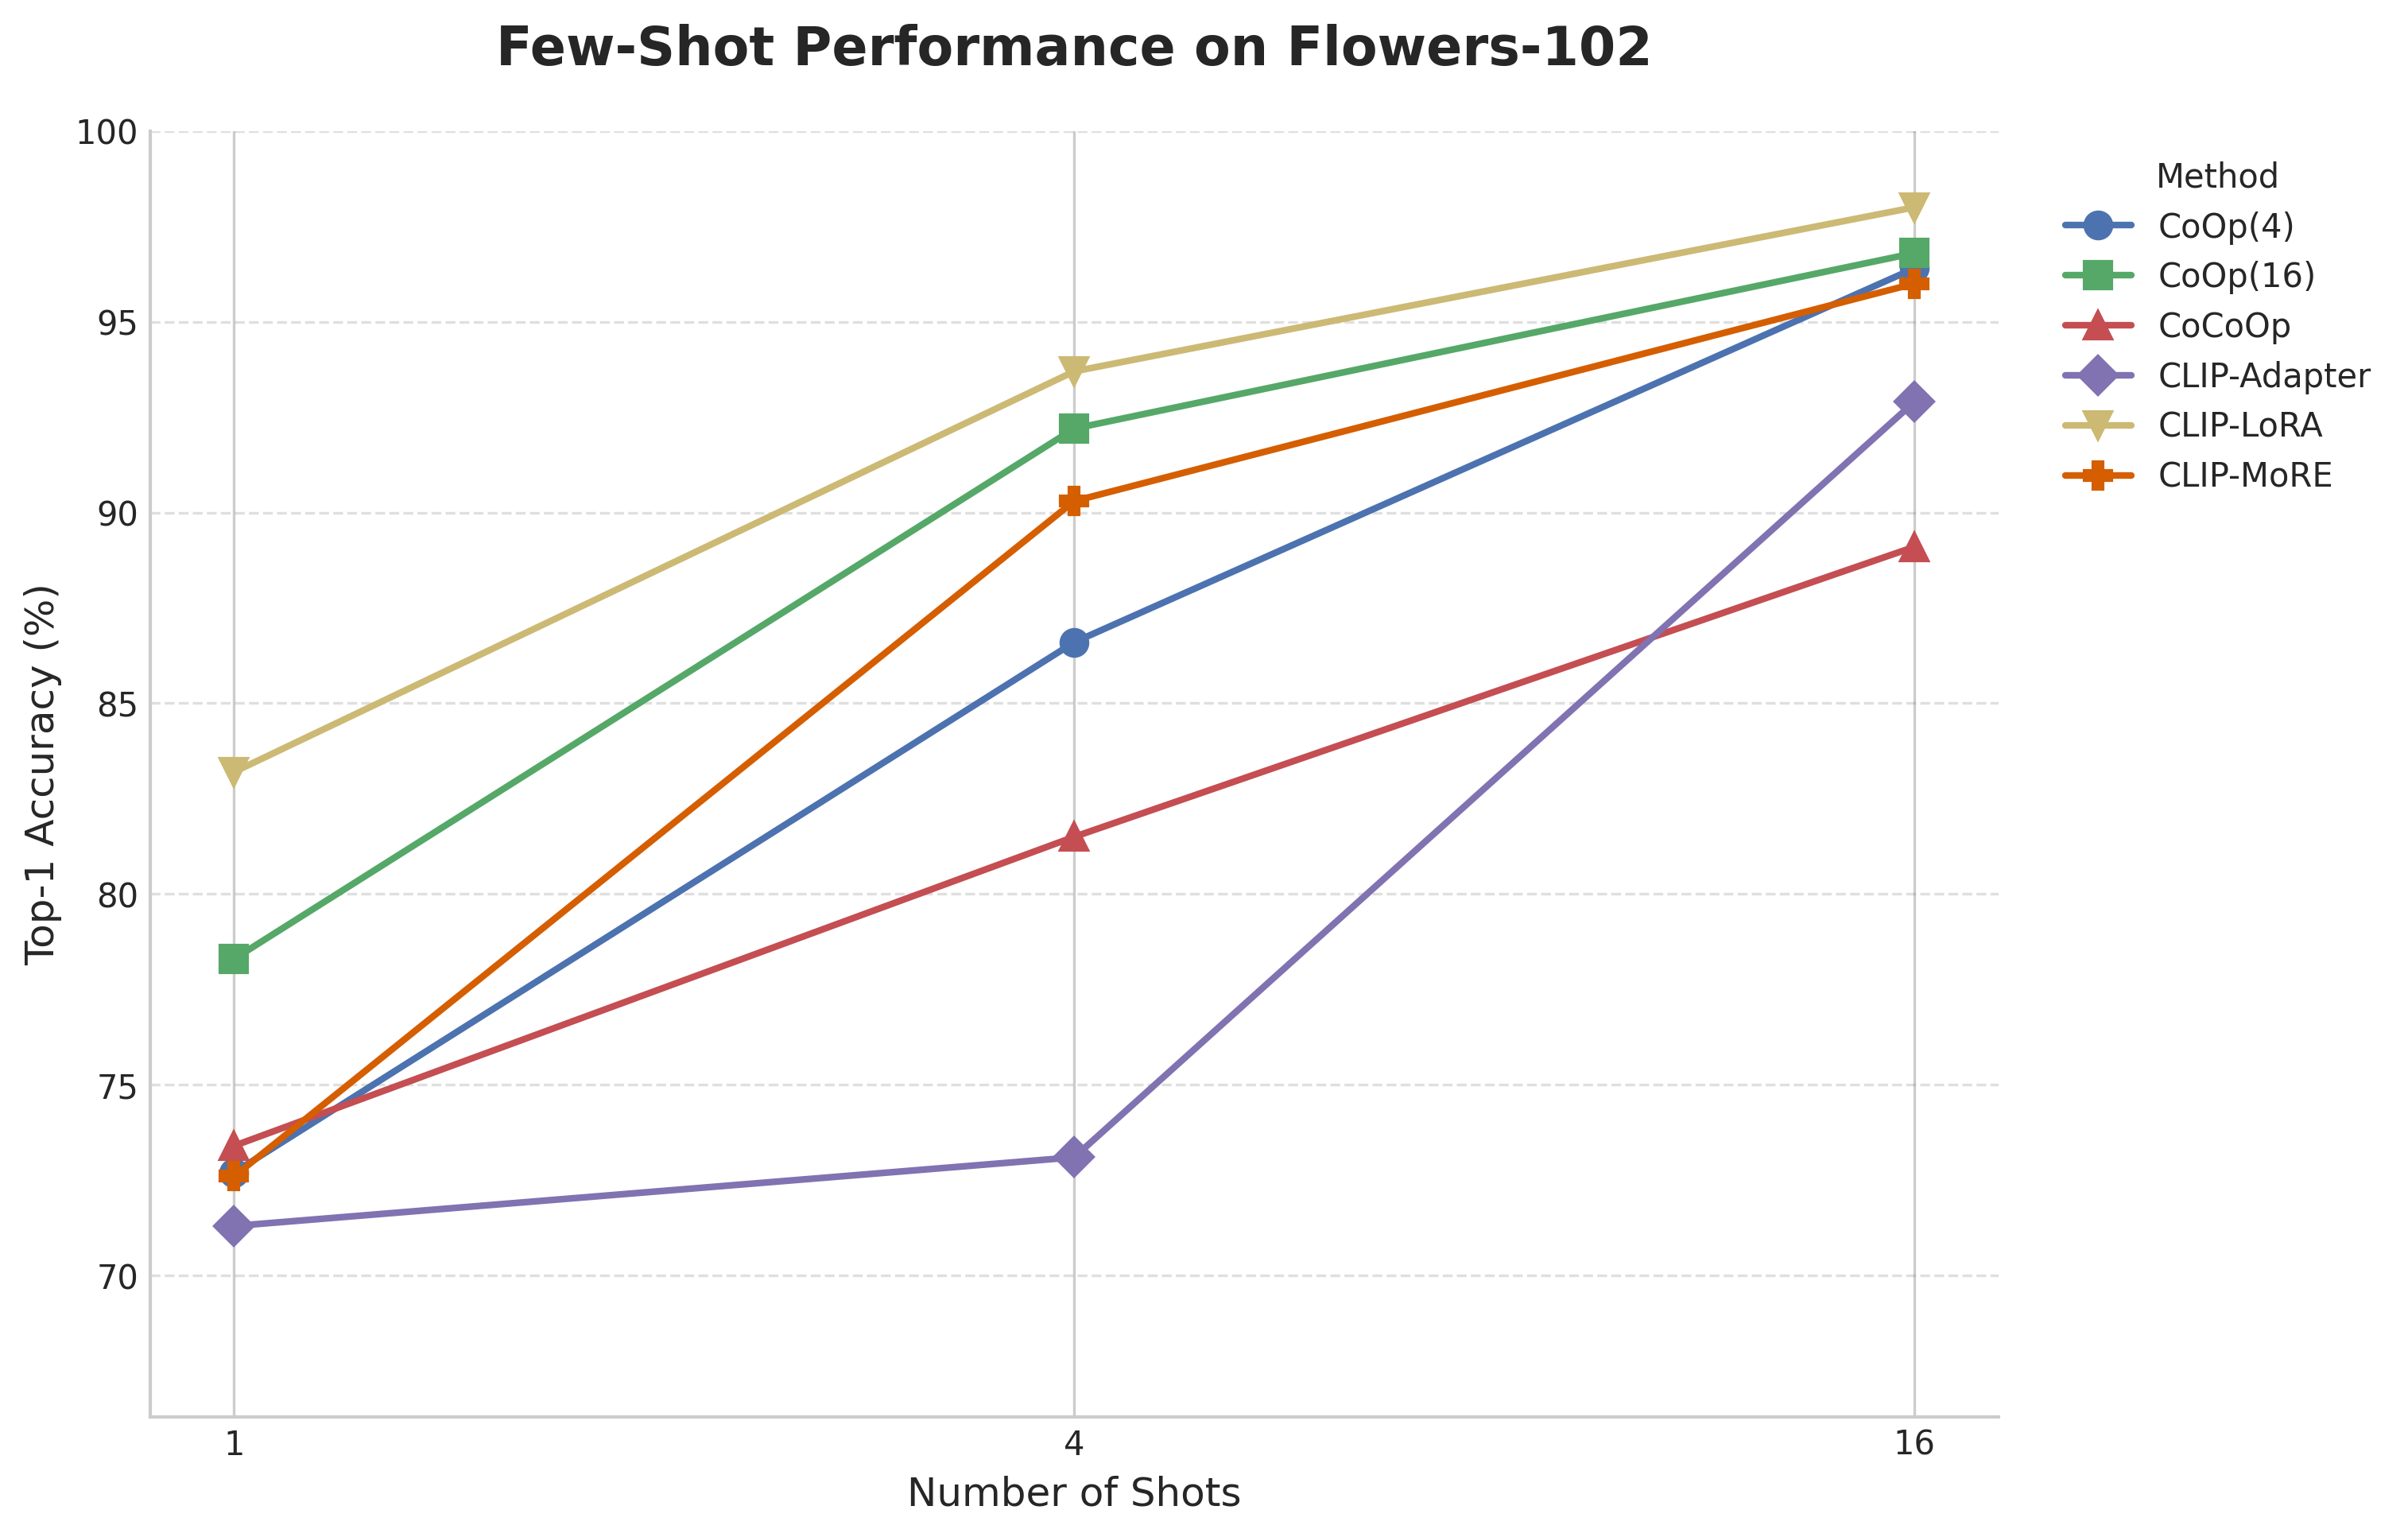 Few-Shot Performance on Flowers-102
100
95
90
85
80
75
70
Top-1 Accuracy (%)
1 4 16
Number of Shots
Method
CoOp(4)
CoOp(16)
CoCoOp
CLIP-Adapter
CLIP-LoRA
CLIP-MoRE